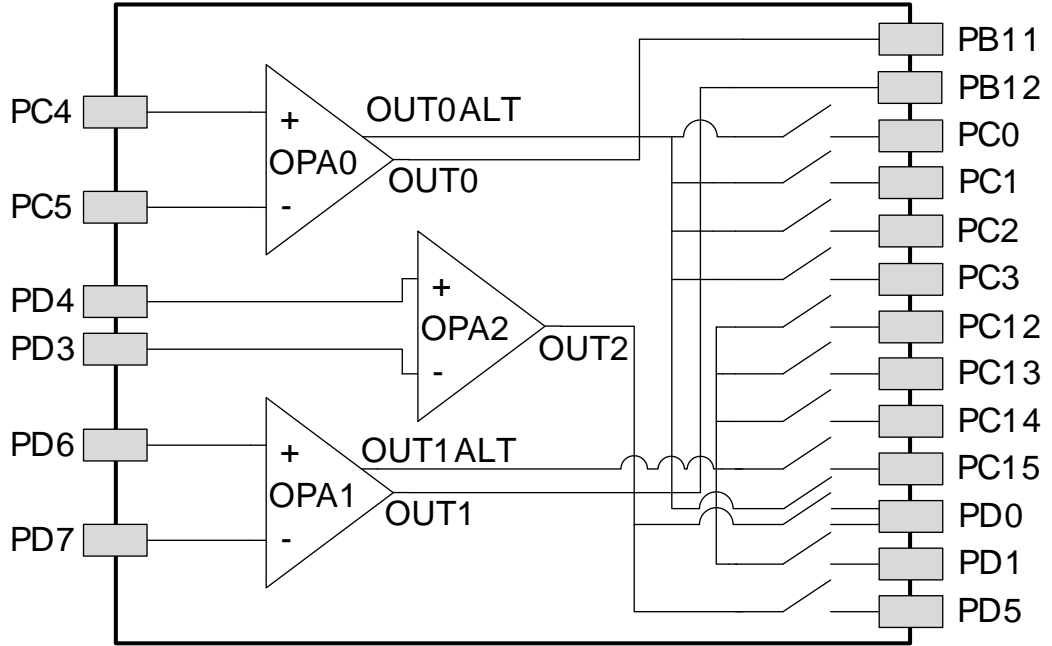 PC4
PC5
PD4
PD3
PD6
PD7
+
OPA0
-
OUT0ALT
OUT0
+
OPA2
-
OUT2
+
OPA1
-
OUT1ALT
OUT1
PB11
PB12
PC0
PC1
PC2
PC3
PC12
PC13
PC14
PC15
PD0
PD1
PD5